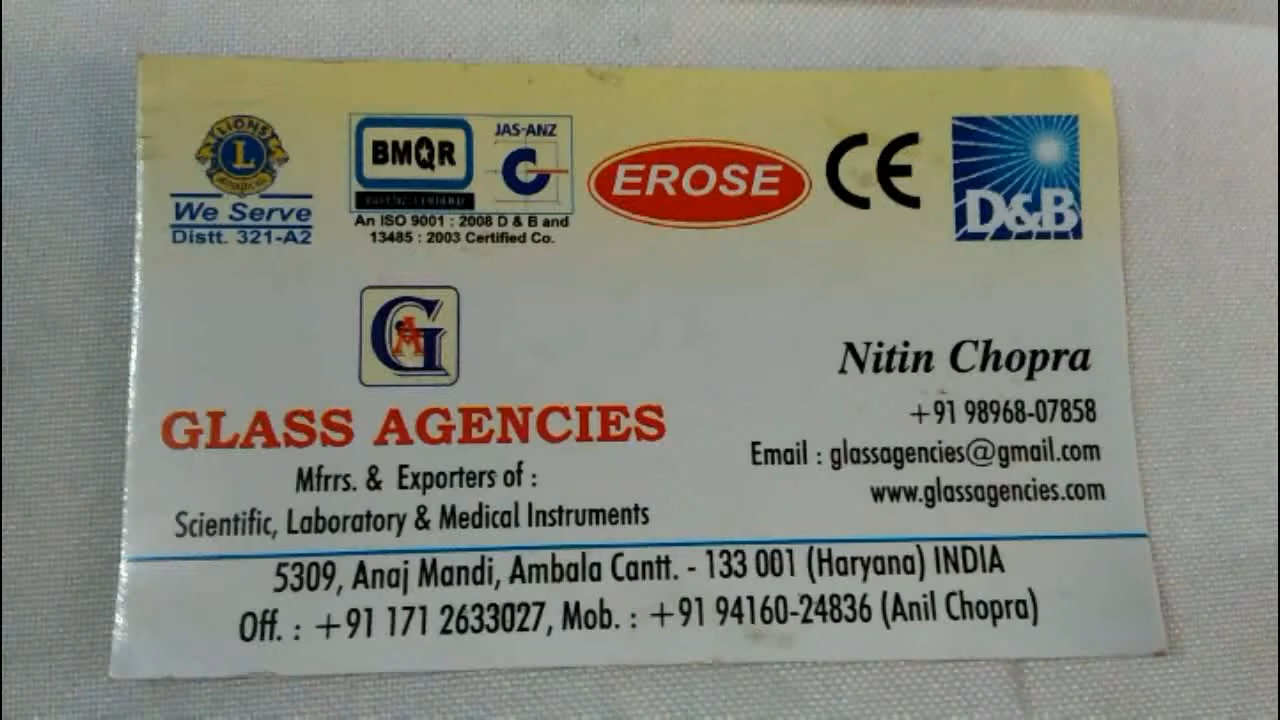 LIONS
L
We Serve
Distt. 321-A2
BMQR
JAS-ANZ
An ISO 9001 : 2008 D & B and
13485 : 2003 Certified Co.
EROSE
CE
D&B
GA
GLASS AGENCIES
Mfrrs. & Exporters of :
Scientific, Laboratory & Medical Instruments
Nitin Chopra
+91 98968-07858
Email : glassagencies@gmail.com
www.glassagencies.com
5309, Anaj Mandi, Ambala Cantt. - 133 001 (Haryana) INDIA
Off. : +91 171 2633027, Mob. : +91 94160-24836 (Anil Chopra)